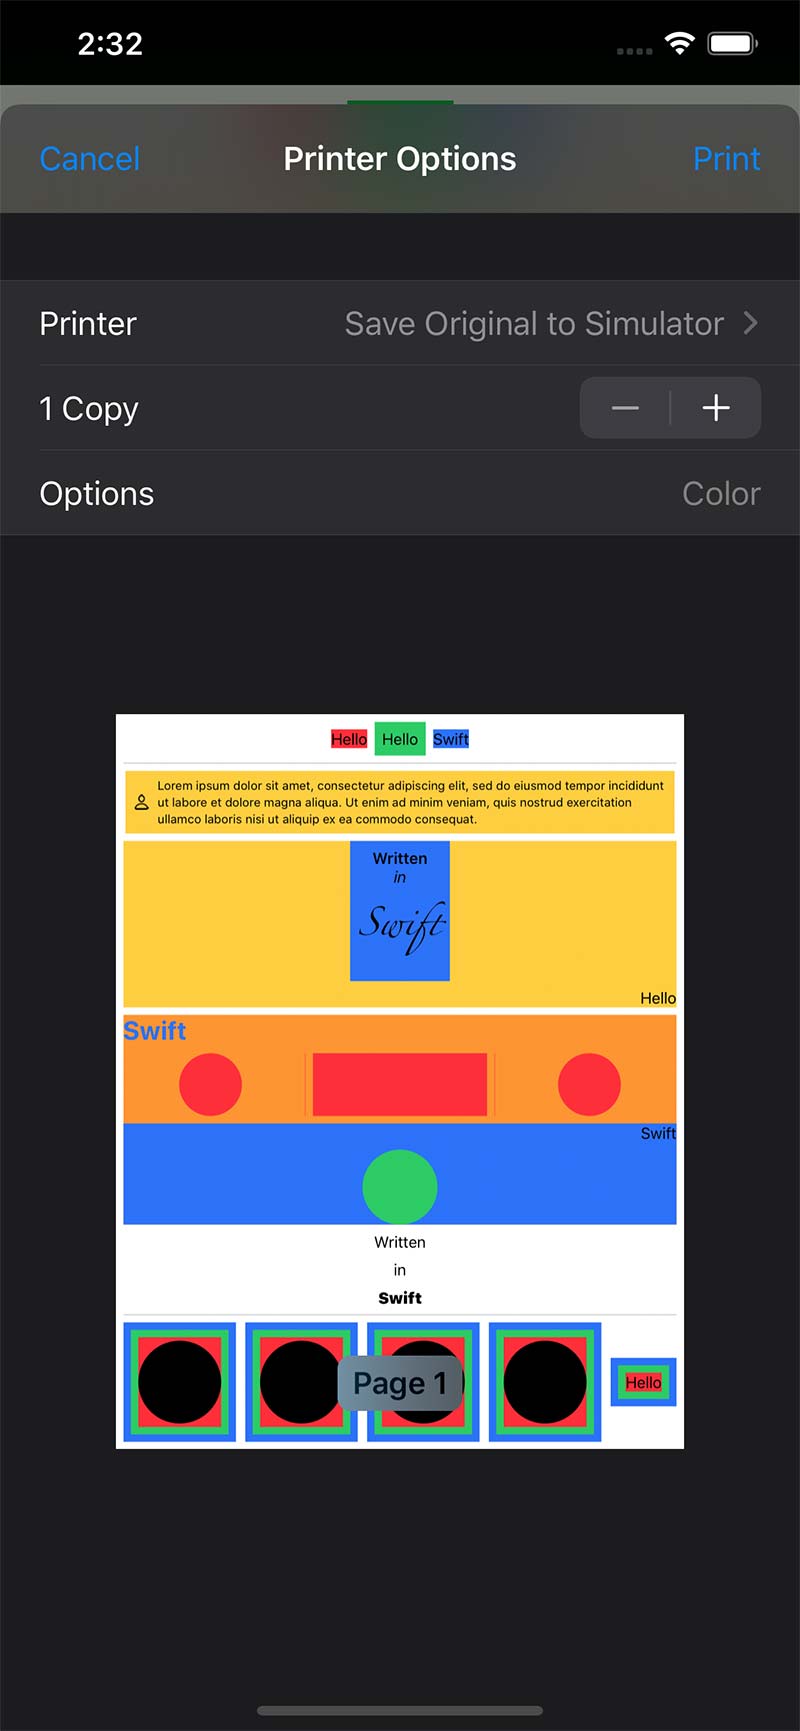 2:32
Cancel Printer Options Print
Printer Save Original to Simulator
1 Copy
Options Color
Hello Hello Swift
Lorem ipsum dolor sit amet, consectetur adipiscing elit, sed do eiusmod tempor incididunt
ut labore et dolore magna aliqua. Ut enim ad minim veniam, quis nostrud exercitation
ullamco laboris nisi ut aliquip ex ea commodo consequat.
Written
in
Swift
Hello
Swift
Swift
Written
in
Swift
Page 1
Hello